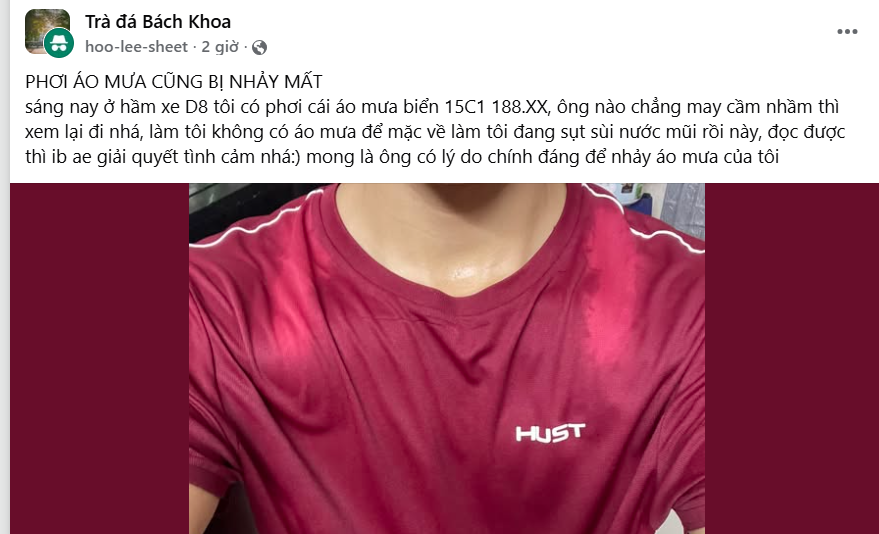 Trà đá Bách Khoa
hoo-lee-sheet · 2 giờ ·
PHƠI ÁO MƯA CŨNG BỊ NHẢY MẤT
sáng nay ở hầm xe D8 tôi có phơi cái áo mưa biển 15C1 188.XX, ông nào chẳng may cầm nhầm thì
xem lại đi nhá, làm tôi không có áo mưa để mặc về làm tôi đang sụt sùi nước mũi rồi này, đọc được
thì ib ae giải quyết tình cảm nhá:) mong là ông có lý do chính đáng để nhảy áo mưa của tôi
HUST